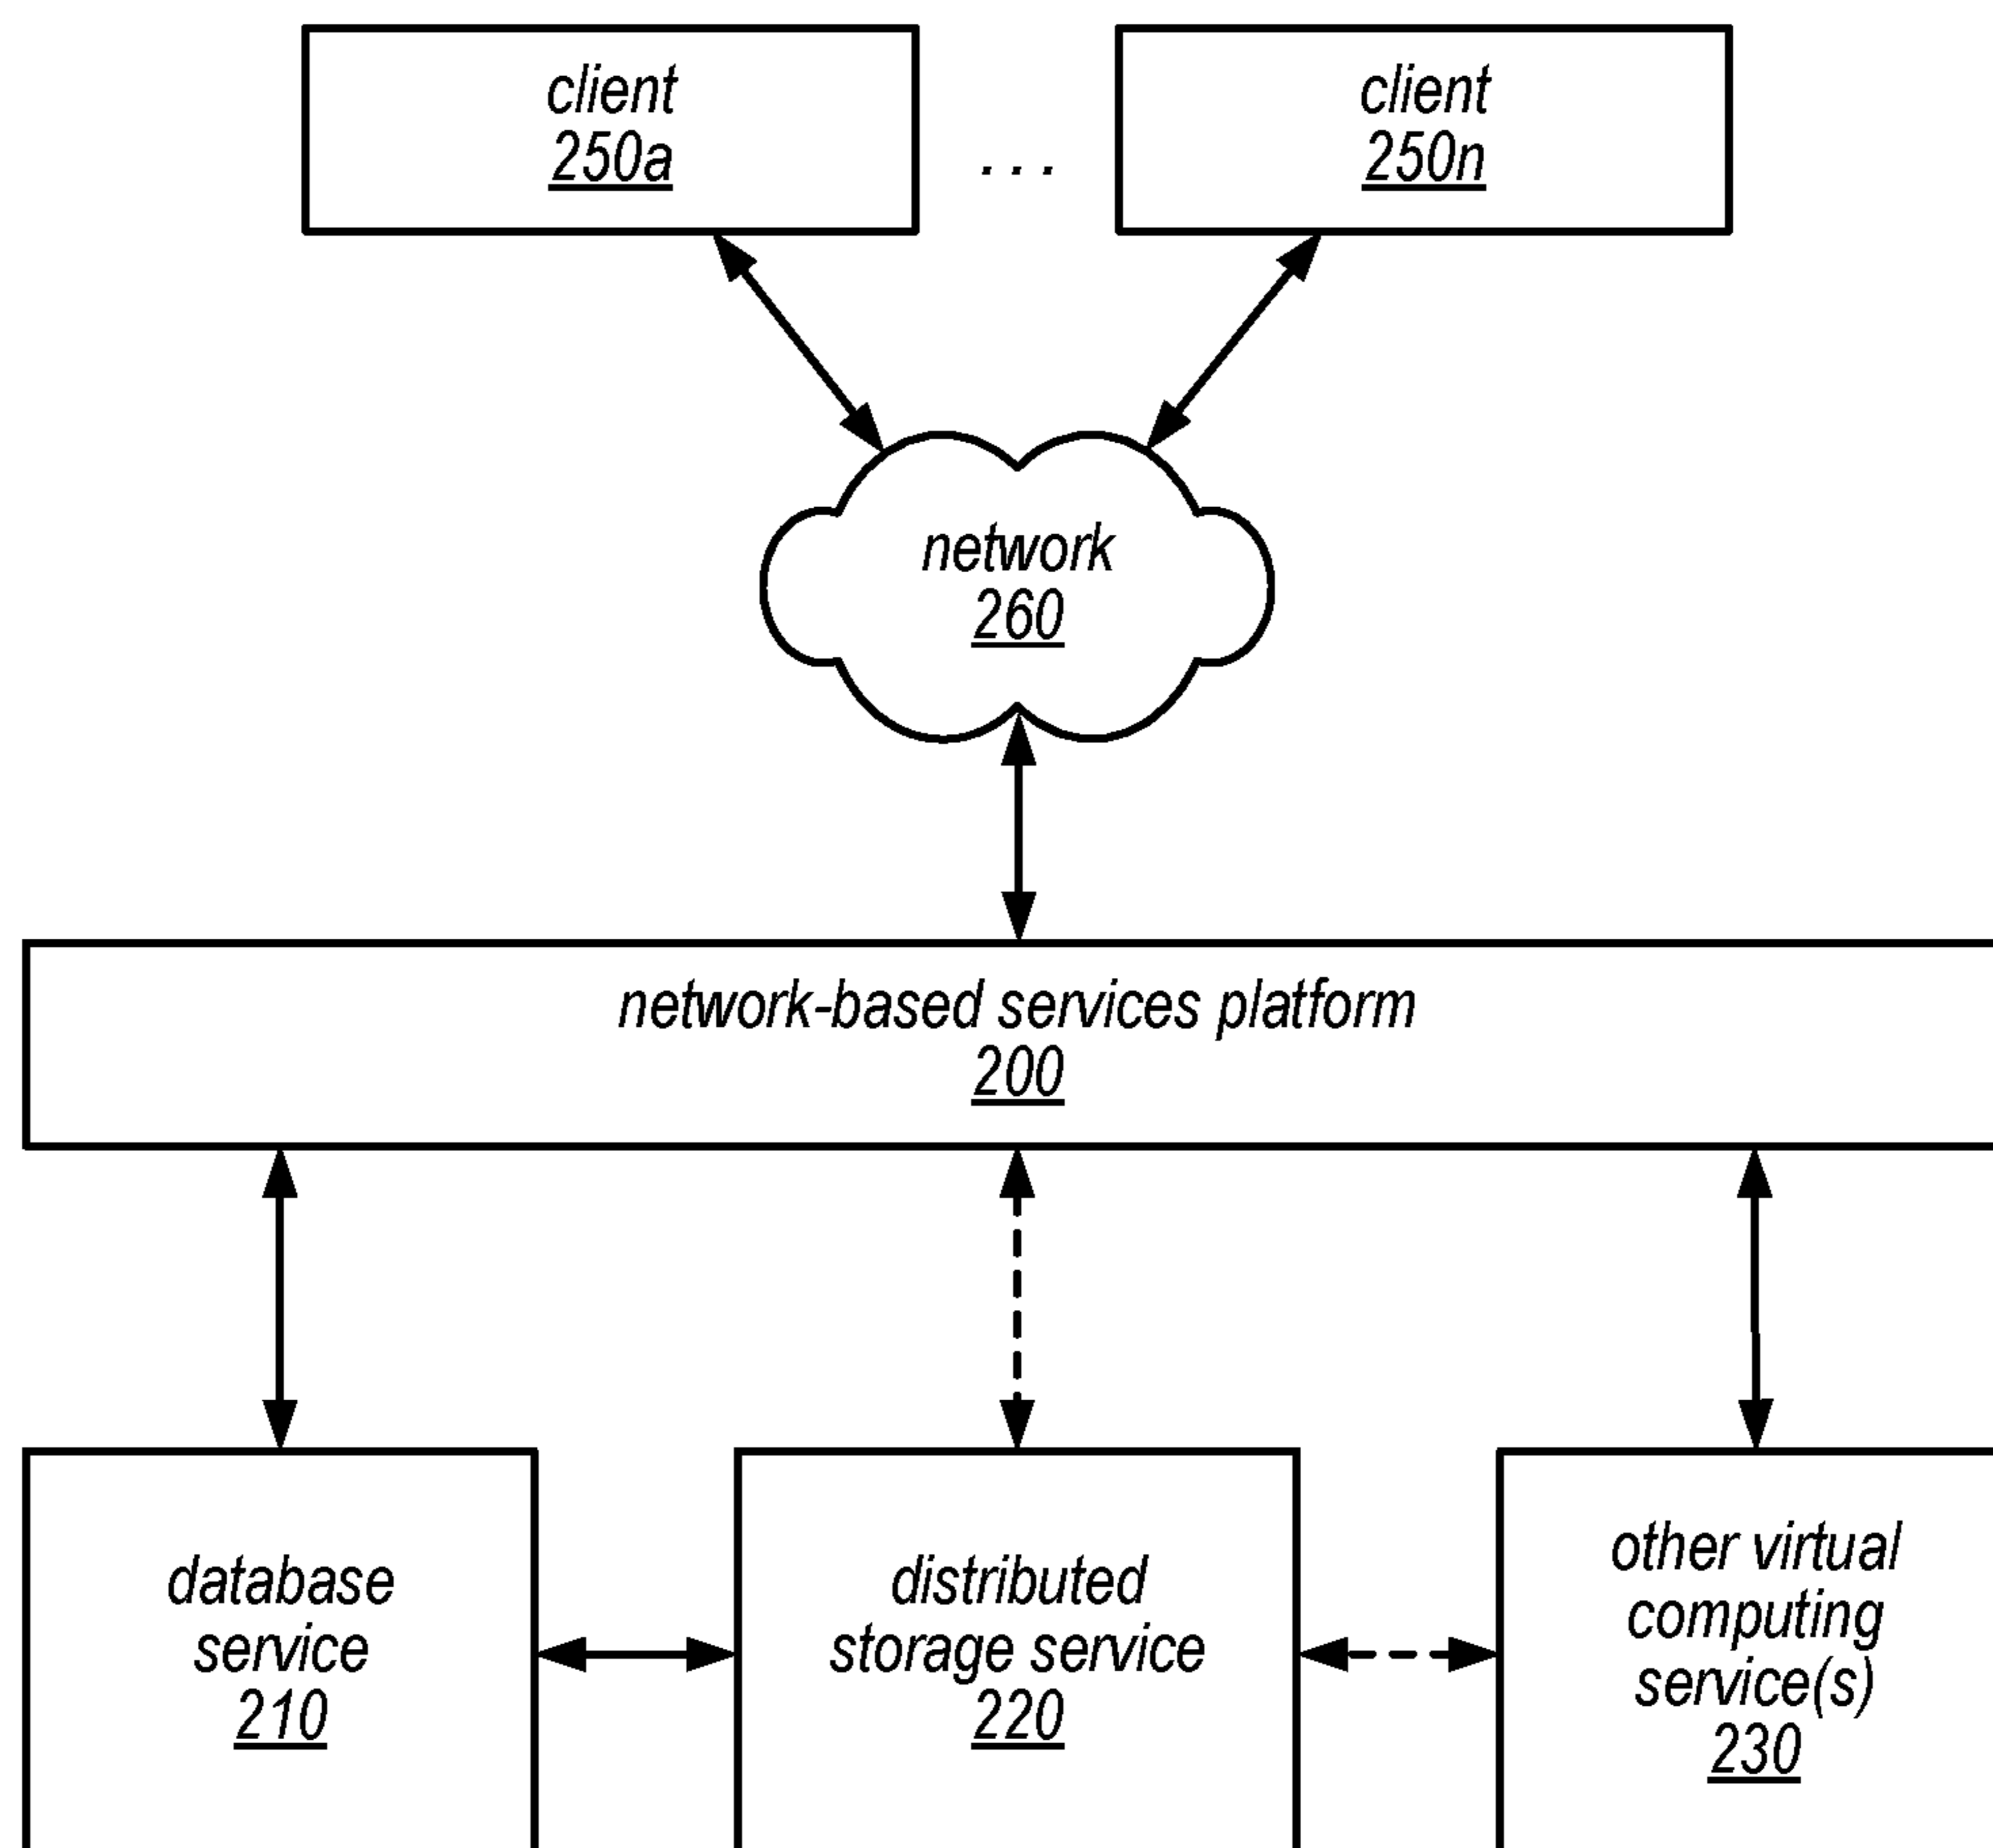 client
250a
. . .
client
250n
network
260
network-based services platform
200
database
service
210
distributed
storage service
220
other virtual
computing
service(s)
230